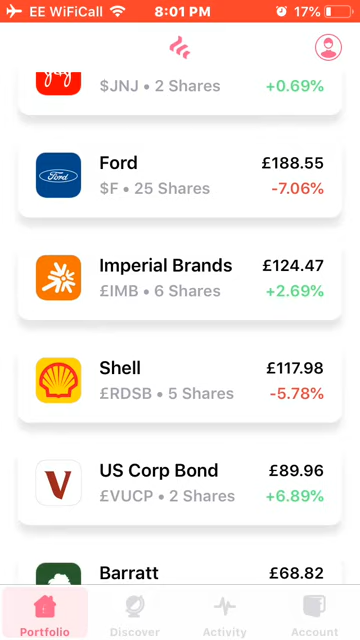 EE WiFiCall 8:01 PM 17%
$JNJ • 2 Shares +0.69%
Ford £188.55
Ford
$F • 25 Shares -7.06%
Imperial Brands £124.47
£IMB • 6 Shares +2.69%
Shell £117.98
£RDSB • 5 Shares -5.78%
US Corp Bond £89.96
V
£VUCP • 2 Shares +6.89%
Barratt £68.82
Portfolio Discover Activity Account